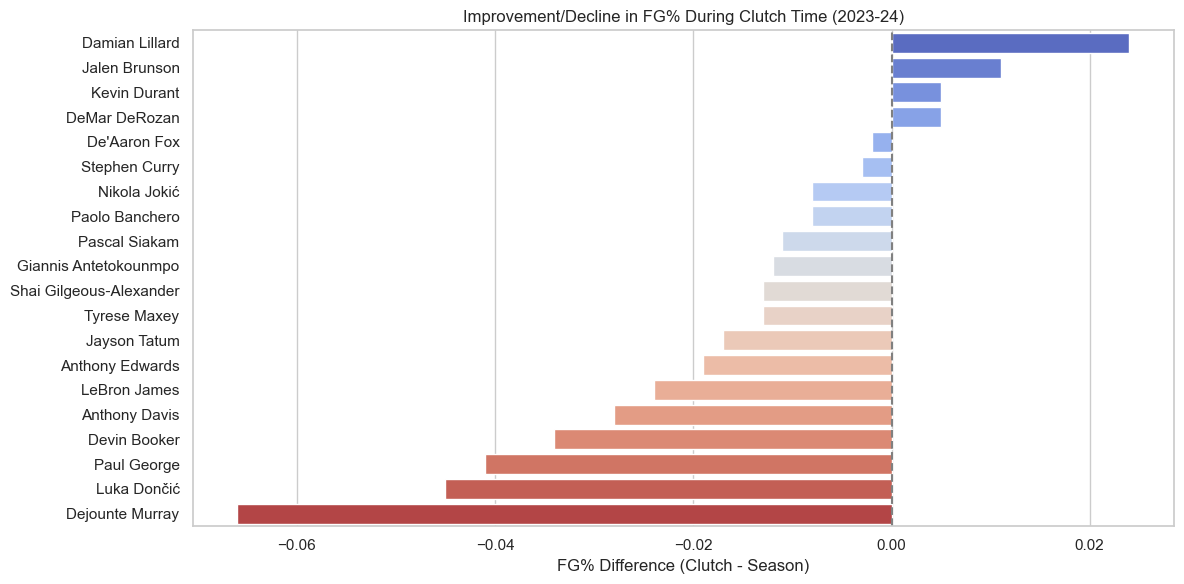 Improvement/Decline in FG% During Clutch Time (2023-24)
Damian Lillard
Jalen Brunson
Kevin Durant
DeMar DeRozan
De'Aaron Fox
Stephen Curry
Nikola Jokić
Paolo Banchero
Pascal Siakam
Giannis Antetokounmpo
Shai Gilgeous-Alexander
Tyrese Maxey
Jayson Tatum
Anthony Edwards
LeBron James
Anthony Davis
Devin Booker
Paul George
Luka Dončić
Dejounte Murray
−0.06 −0.04 −0.02 0.00 0.02
FG% Difference (Clutch - Season)